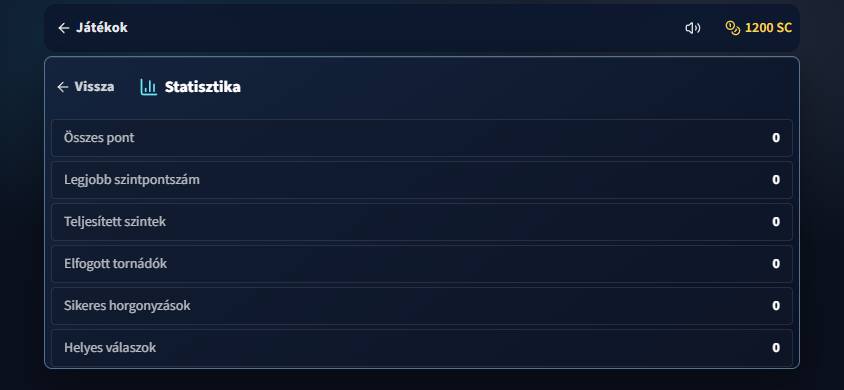 Játékok
1200 SC
Vissza
Statisztika
Összes pont 0
Legjobb szintpontszám 0
Teljesített szintek 0
Elfogott tornádók 0
Sikeres horgonyzások 0
Helyes válaszok 0